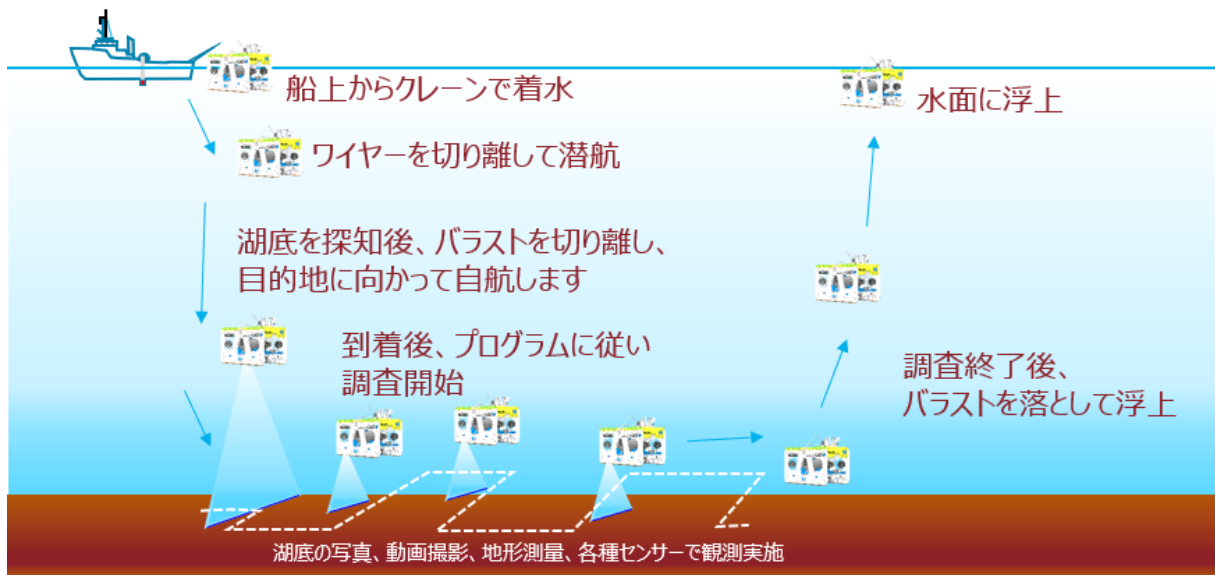 船上からクレーンで着水
水面に浮上
ワイヤーを切り離して潜航
湖底を探知後、バラストを切り離し、
目的地に向かって自航します
到着後、プログラムに従い
調査開始
調査終了後、
バラストを落として浮上
湖底の写真、動画撮影、地形測量、各種センサーで観測実施